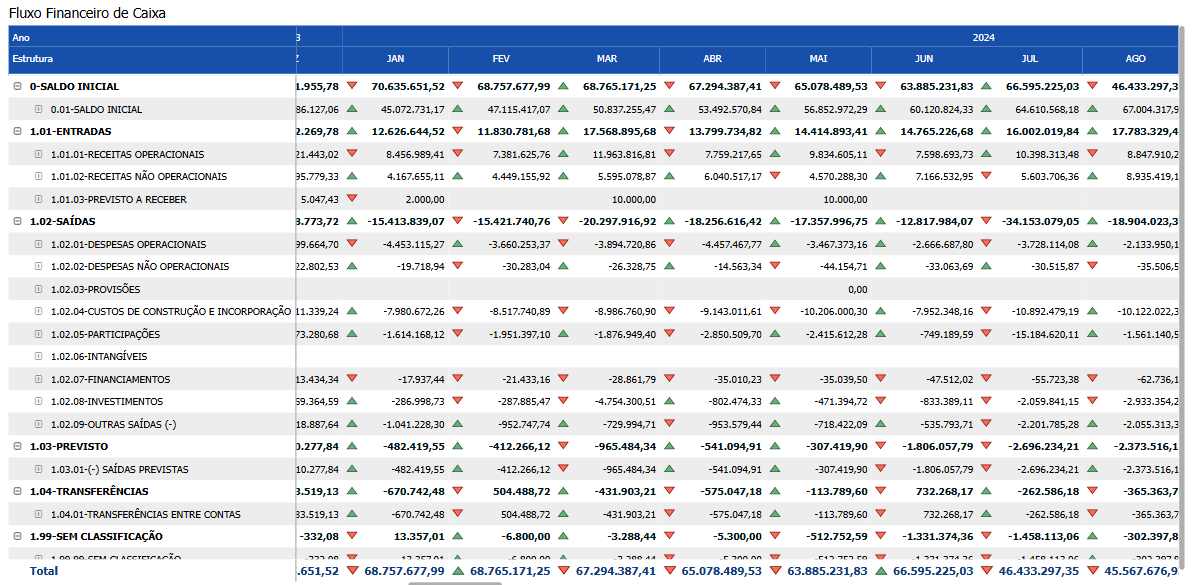 Fluxo Financeiro de Caixa
Ano 3 2024
Estrutura JAN FEV MAR ABR MAI JUN JUL AGO
0-SALDO INICIAL 1.955,78 70.635.651,52 68.757.677,99 68.765.171,25 67.294.387,41 65.078.489,53 63.885.231,83 66.595.225,03 46.433.297,3
0.01-SALDO INICIAL 86.127,06 45.072.731,17 47.115.417,07 50.837.255,47 53.492.570,84 56.852.972,29 60.120.824,33 64.610.568,18 67.004.317,9
1.01-ENTRADAS 2.269,78 12.626.644,52 11.830.781,68 17.568.895,68 13.799.734,82 14.414.893,41 14.765.226,68 16.002.019,84 17.783.329,4
1.01.01-RECEITAS OPERACIONAIS 21.443,02 8.456.989,41 7.381.625,76 11.963.816,81 7.759.217,65 9.834.605,11 7.598.693,73 10.398.313,48 8.847.910,2
1.01.02-RECEITAS NÃO OPERACIONAIS 95.779,33 4.167.655,11 4.449.155,92 5.595.078,87 6.040.517,17 4.570.288,30 7.166.532,95 5.603.706,36 8.935.419,1
1.01.03-PREVISTO A RECEBER 5.047,43 2.000,00 10.000,00 10.000,00
1.02-SAÍDAS 3.773,72 -15.413.839,07 -15.421.740,76 -20.297.916,92 -18.256.616,42 -17.357.996,75 -12.817.984,07 -34.153.079,05 -18.904.023,3
1.02.01-DESPESAS OPERACIONAIS 99.664,70 -4.453.115,27 -3.660.253,37 -3.894.720,86 -4.457.467,77 -3.467.373,16 -2.666.687,80 -3.728.114,08 -2.133.950,1
1.02.02-DESPESAS NÃO OPERACIONAIS 22.802,53 -19.718,94 -30.283,04 -26.328,75 -14.563,34 -44.154,71 -33.063,69 -30.515,87 -35.506,5
1.02.03-PROVISÕES 0,00
1.02.04-CUSTOS DE CONSTRUÇÃO E INCORPORAÇÃO 11.339,24 -7.980.672,26 -8.517.740,89 -8.986.760,90 -9.143.011,61 -10.206.000,30 -7.952.348,16 -10.892.479,19 -10.122.022,3
1.02.05-PARTICIPAÇÕES 73.280,68 -1.614.168,12 -1.951.397,10 -1.876.949,40 -2.850.509,70 -2.415.612,28 -749.189,59 -15.184.620,11 -1.561.140,5
1.02.06-INTANGÍVEIS
1.02.07-FINANCIAMENTOS 13.434,34 -17.937,44 -21.433,16 -28.861,79 -35.010,23 -35.039,50 -47.512,02 -55.723,38 -62.736,1
1.02.08-INVESTIMENTOS 59.364,59 -286.998,73 -287.885,47 -4.754.300,51 -802.474,33 -471.394,72 -833.389,11 -2.059.841,15 -2.933.354,2
1.02.09-OUTRAS SAÍDAS (-) 18.887,64 -1.041.228,30 -952.747,74 -729.994,71 -953.579,44 -718.422,09 -535.793,71 -2.201.785,28 -2.055.313,3
1.03-PREVISTO 0.277,84 -482.419,55 -412.266,12 -965.484,34 -541.094,91 -307.419,90 -1.806.057,79 -2.696.234,21 -2.373.516,1
1.03.01-(-) SAÍDAS PREVISTAS 10.277,84 -482.419,55 -412.266,12 -965.484,34 -541.094,91 -307.419,90 -1.806.057,79 -2.696.234,21 -2.373.516,1
1.04-TRANSFERÊNCIAS 3.519,13 -670.742,48 504.488,72 -431.903,21 -575.047,18 -113.789,60 732.268,17 -262.586,18 -365.363,7
1.04.01-TRANSFERÊNCIAS ENTRE CONTAS 33.519,13 -670.742,48 504.488,72 -431.903,21 -575.047,18 -113.789,60 732.268,17 -262.586,18 -365.363,7
1.99-SEM CLASSIFICAÇÃO -332,08 13.357,01 -6.800,00 -3.288,44 -5.300,00 -512.752,59 -1.331.374,36 -1.458.113,06 -302.397,8
1.99.99-SEM CLASSIFICAÇÃO -332,08 13.357,01 -6.800,00 -3.288,44 -5.300,00 -512.752,59 -1.331.374,36 -1.458.113,06 -302.397,8
Total .651,52 68.757.677,99 68.765.171,25 67.294.387,41 65.078.489,53 63.885.231,83 66.595.225,03 46.433.297,35 45.567.676,9